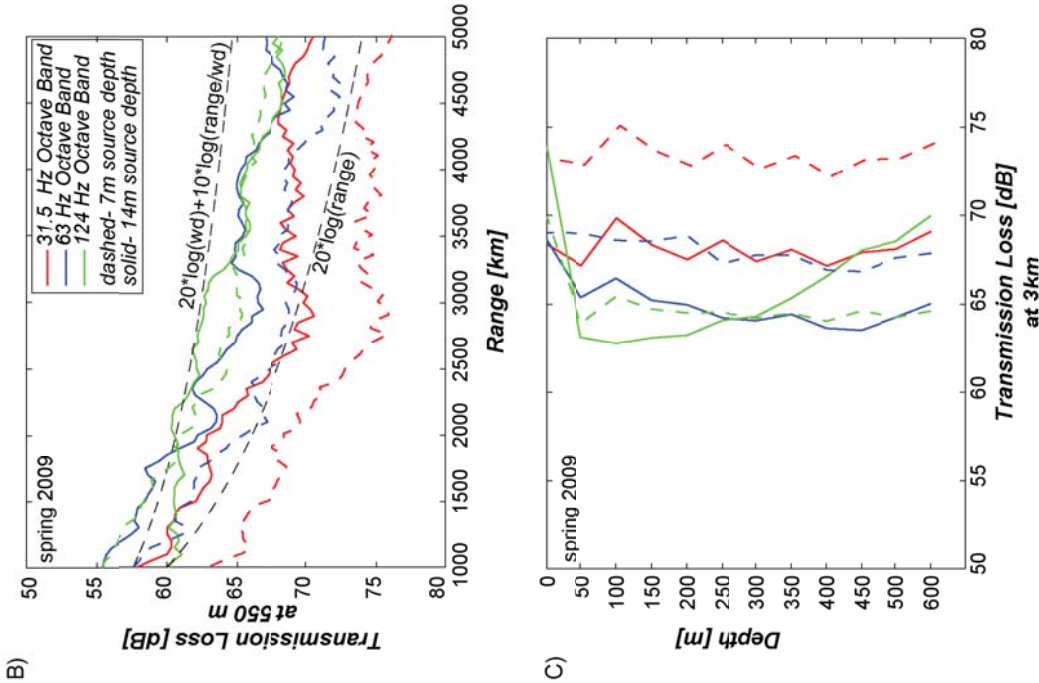 B)
spring 2009
31.5 Hz Octave Band
63 Hz Octave Band
124 Hz Octave Band
dashed- 7m source depth
solid- 14m source depth
20*log(wd)+10*log(range/wd)
20*log(range)
50
55
60
65
70
75
80
Transmission Loss [dB]
at 550 m
1000 1500 2000 2500 3000 3500 4000 4500 5000
Range [km]
C)
spring 2009
0
50
100
150
200
250
300
350
400
450
500
550
600
Depth [m]
50 55 60 65 70 75 80
Transmission Loss [dB]
at 3km